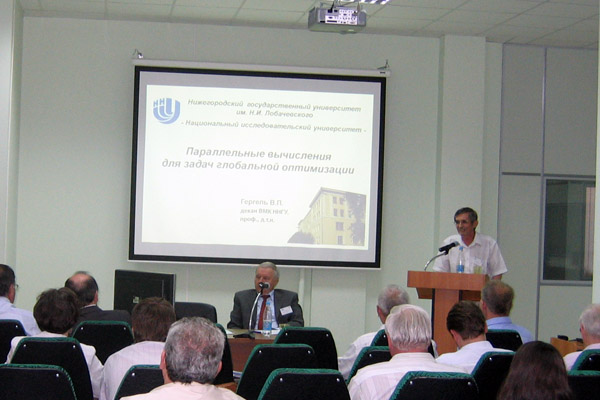 Нижегородский государственный университет
им. Н.И. Лобачевского
- Национальный исследовательский университет -
Параллельные вычисления
для задач глобальной оптимизации
Гергель В.П.
декан ВМК ННГУ
проф., д.т.н.